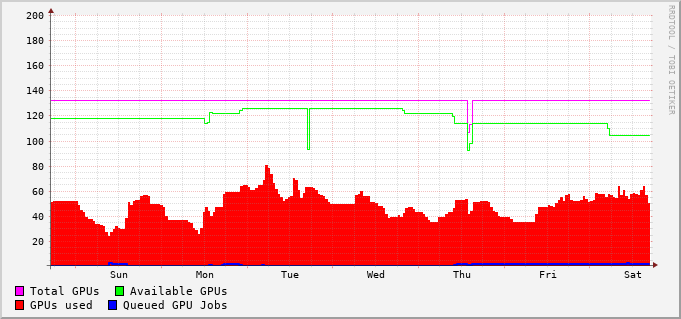 200
180
160
140
120
100
80
60
40
20
Sun Mon Tue Wed Thu Fri Sat
Total GPUs Available GPUs
GPUs used Queued GPU Jobs
RRDTOOL / TOBI OETIKER